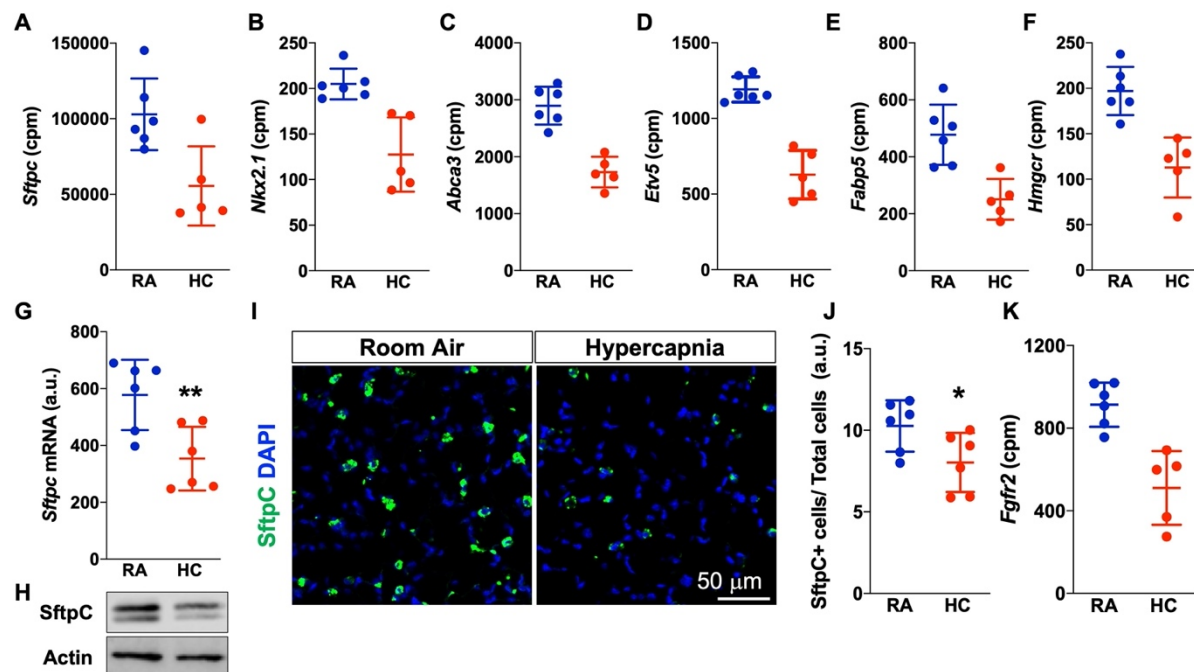 A
Sftpc (cpm)
150000
100000
50000
0
RA HC
B
Nkx2.1 (cpm)
250
200
150
100
50
0
RA HC
C
Abca3 (cpm)
4000
3000
2000
1000
0
RA HC
D
Etv5 (cpm)
1500
1000
500
0
RA HC
E
Fabp5 (cpm)
800
600
400
200
0
RA HC
F
Hmgcr (cpm)
250
200
150
100
50
0
RA HC
G
Sftpc mRNA (a.u.)
800
600
400
200
0
**
RA HC
H
SftpC
Actin
I
Room Air
Hypercapnia
SftpC DAPI
50 μm
J
SftpC+ cells/ Total cells (a.u.)
15
10
5
0
*
RA HC
K
Fgfr2 (cpm)
1200
800
400
0
RA HC